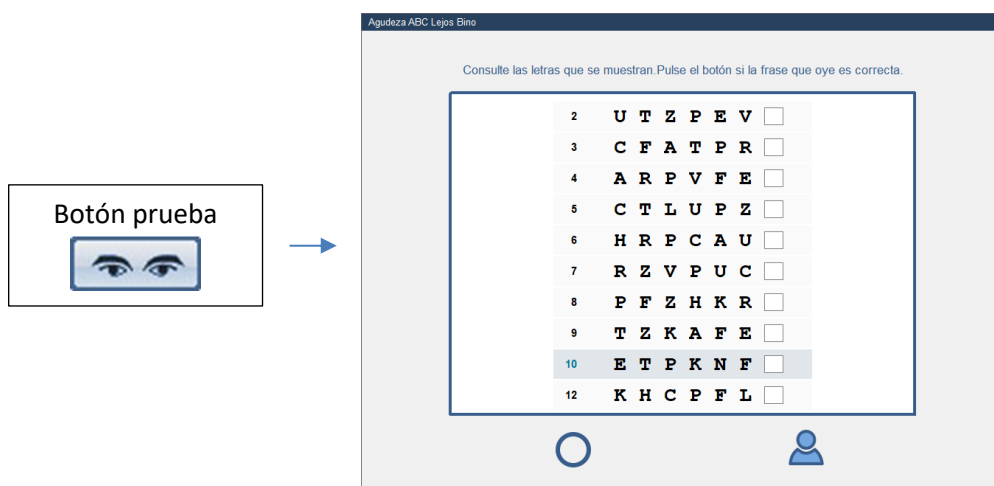 Agudeza ABC Lejos Bino
Consulte las letras que se muestran.Pulse el botón si la frase que oye es correcta.
Botón prueba
2 U T Z P E V
3 C F A T P R
4 A R P V F E
5 C T L U P Z
6 H R P C A U
7 R Z V P U C
8 P F Z H K R
9 T Z K A F E
10 E T P K N F
12 K H C P F L